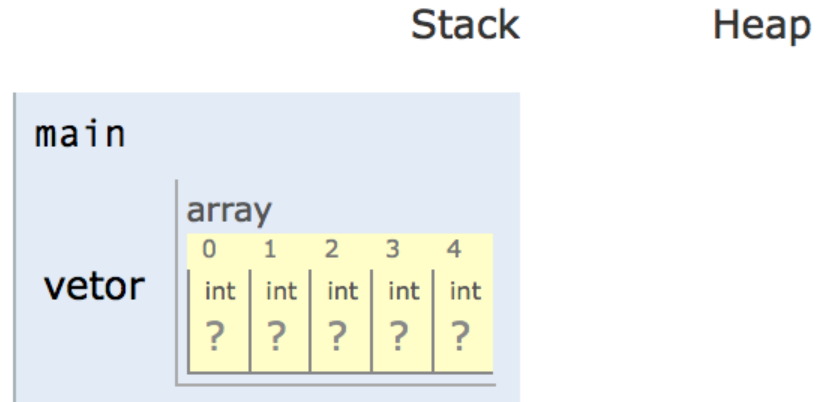 Stack Heap
main
array
0 1 2 3 4
vetor int int int int int
? ? ? ? ?